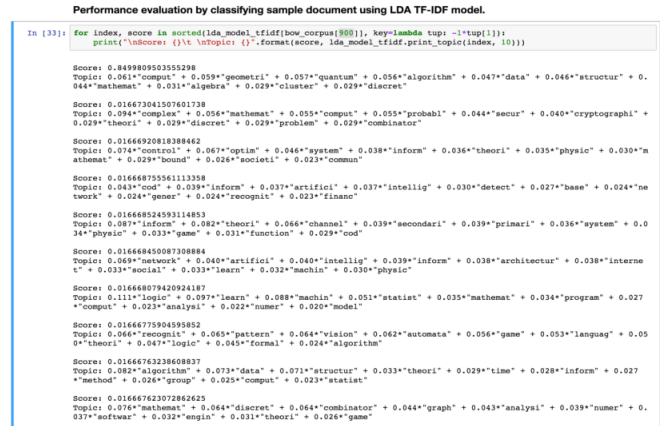 Performance evaluation by classifying sample document using LDA TF-IDF model.
In [33]: for index, score in sorted(lda_model_tfidf[bow_corpus[900]], key=lambda tup: -1*tup[1]):
print("\nScore: {}\t \nTopic: {}".format(score, lda_model_tfidf.print_topic(index, 10)))
Score: 0.8499809503555298
Topic: 0.061*"comput" + 0.059*"geometri" + 0.057*"quantum" + 0.056*"algorithm" + 0.047*"data" + 0.046*"structur" + 0.
044*"mathemat" + 0.031*"algebra" + 0.029*"cluster" + 0.029*"discret"
Score: 0.016673041507601738
Topic: 0.094*"complex" + 0.056*"mathemat" + 0.055*"comput" + 0.055*"probabl" + 0.044*"secur" + 0.040*"cryptographi" +
0.029*"theori" + 0.029*"discret" + 0.029*"problem" + 0.029*"combinator"
Score: 0.01666920818388462
Topic: 0.074*"control" + 0.067*"optim" + 0.046*"system" + 0.038*"inform" + 0.036*"theori" + 0.035*"physic" + 0.030*"m
athemat" + 0.029*"bound" + 0.026*"societi" + 0.023*"commun"
Score: 0.016668755561113358
Topic: 0.043*"cod" + 0.039*"inform" + 0.037*"artifici" + 0.037*"intellig" + 0.030*"detect" + 0.027*"base" + 0.024*"ne
twork" + 0.024*"gener" + 0.024*"recognit" + 0.023*"financ"
Score: 0.016668524593114853
Topic: 0.087*"inform" + 0.082*"theori" + 0.066*"channel" + 0.039*"secondari" + 0.039*"primari" + 0.036*"system" + 0.0
34*"physic" + 0.033*"game" + 0.031*"function" + 0.029*"cod"
Score: 0.016668450087308884
Topic: 0.069*"network" + 0.040*"artifici" + 0.040*"intellig" + 0.039*"inform" + 0.038*"architectur" + 0.038*"interne
t" + 0.033*"social" + 0.033*"learn" + 0.032*"machin" + 0.030*"physic"
Score: 0.016668079420924187
Topic: 0.111*"logic" + 0.097*"learn" + 0.088*"machin" + 0.051*"statist" + 0.035*"mathemat" + 0.034*"program" + 0.027
*"comput" + 0.023*"analysi" + 0.022*"numer" + 0.020*"model"
Score: 0.01666775904595852
Topic: 0.066*"recognit" + 0.065*"pattern" + 0.064*"vision" + 0.062*"automata" + 0.056*"game" + 0.053*"languag" + 0.05
0*"theori" + 0.047*"logic" + 0.045*"formal" + 0.024*"algorithm"
Score: 0.01666763238608837
Topic: 0.082*"algorithm" + 0.073*"data" + 0.071*"structur" + 0.033*"theori" + 0.029*"time" + 0.028*"inform" + 0.027
*"method" + 0.026*"group" + 0.025*"comput" + 0.023*"statist"
Score: 0.016667623072862625
Topic: 0.076*"mathemat" + 0.064*"discret" + 0.064*"combinator" + 0.044*"graph" + 0.043*"analysi" + 0.039*"numer" + 0.
037*"softwar" + 0.032*"engin" + 0.031*"theori" + 0.026*"game"